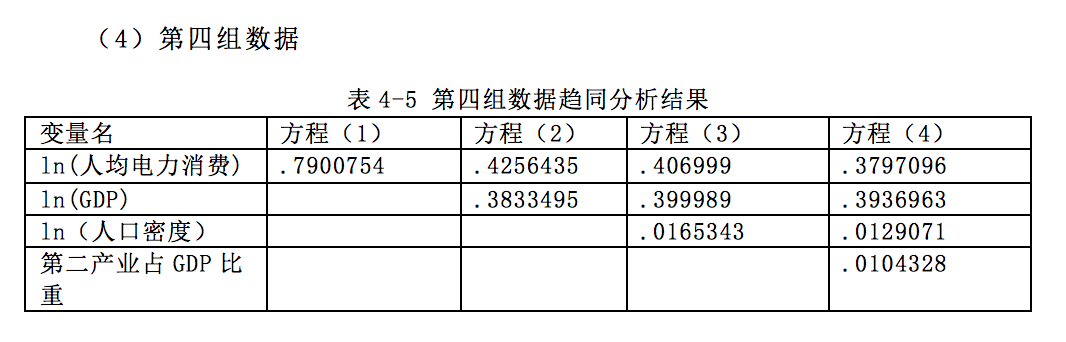 （4）第四组数据
表 4-5 第四组数据趋同分析结果
变量名 方程（1） 方程（2） 方程（3） 方程（4）
ln(人均电力消费) .7900754 .4256435 .406999 .3797096
ln(GDP) .3833495 .399989 .3936963
ln（人口密度） .0165343 .0129071
第二产业占 GDP 比 .0104328
重